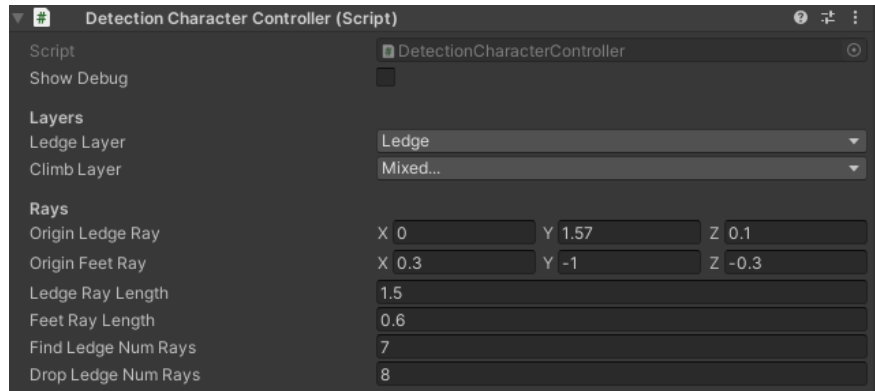 # Detection Character Controller (Script)
Script # DetectionCharacterController
Show Debug
Layers
Ledge Layer Ledge
Climb Layer Mixed...
Rays
Origin Ledge Ray X 0 Y 1.57 Z 0.1
Origin Feet Ray X 0.3 Y -1 Z -0.3
Ledge Ray Length 1.5
Feet Ray Length 0.6
Find Ledge Num Rays 7
Drop Ledge Num Rays 8